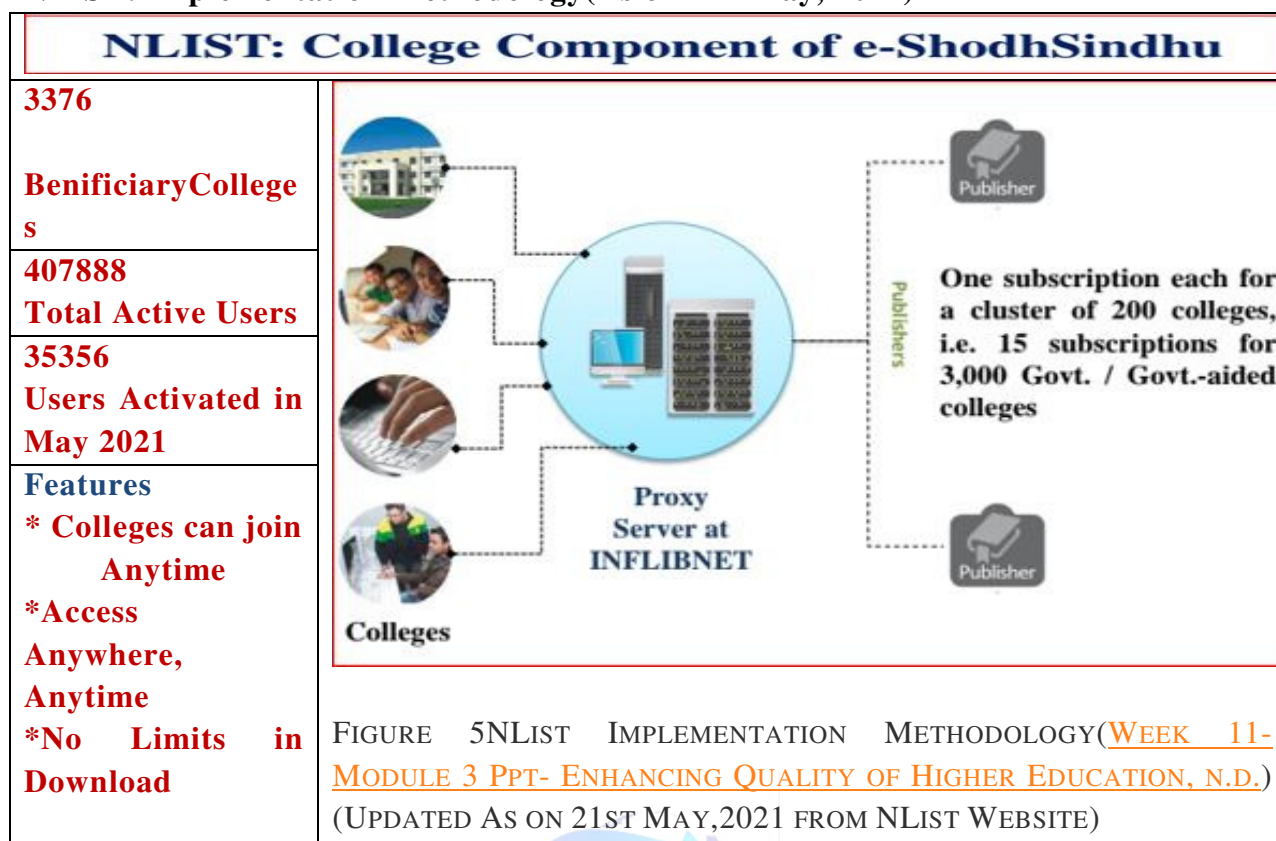 NLIST: College Component of e-ShodhSindhu
3376
BenificiaryCollege
s
407888
Total Active Users
35356
Users Activated in
May 2021
Features
* Colleges can join
Anytime
*Access
Anywhere,
Anytime
*No Limits in
Download
Colleges
Proxy
Server at
INFLIBNET
Publishers
Publisher
One subscription each for
a cluster of 200 colleges,
i.e. 15 subscriptions for
3,000 Govt. / Govt.-aided
colleges
Publisher
FIGURE 5NLIST IMPLEMENTATION METHODOLOGY(WEEK 11-
MODULE 3 PPT- ENHANCING QUALITY OF HIGHER EDUCATION, N.D.)
(UPDATED AS ON 21ST MAY,2021 FROM NLIST WEBSITE)